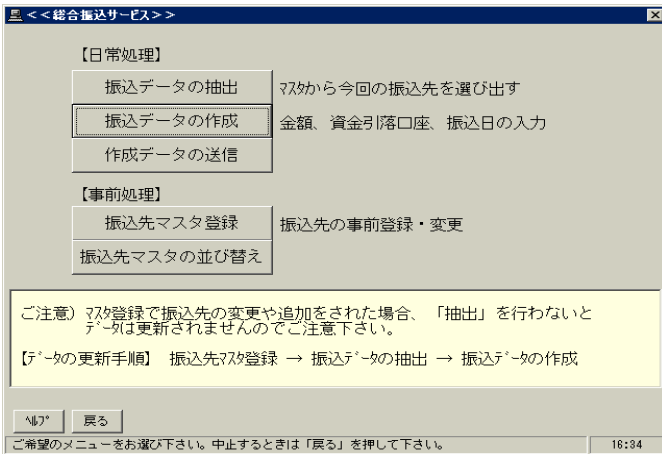 <<総合振込サービス>>
【日常処理】
振込データの抽出 ﾏｽﾀから今回の振込先を選び出す
振込データの作成 金額、資金引落口座、振込日の入力
作成データの送信
【事前処理】
振込先マスタ登録 振込先の事前登録・変更
振込先マスタの並び替え
ご注意) ﾏｽﾀ登録で振込先の変更や追加をされた場合、「抽出」を行わないと
ﾃﾞｰﾀは更新されませんのでご注意下さい。
【ﾃﾞｰﾀの更新手順】 振込先ﾏｽﾀ登録 → 振込ﾃﾞｰﾀの抽出 → 振込ﾃﾞｰﾀの作成
ﾍﾙﾌﾟ 戻る
ご希望のメニューをお選び下さい。中止するときは「戻る」を押して下さい。 16:34